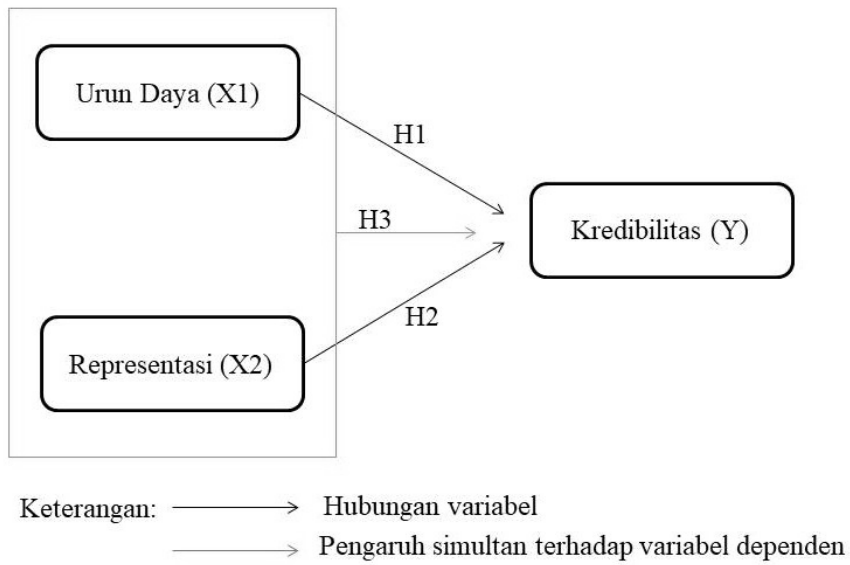 Urun Daya (X1)
H1
H3
Kredibilitas (Y)
H2
Representasi (X2)
Keterangan:
Hubungan variabel
Pengaruh simultan terhadap variabel dependen